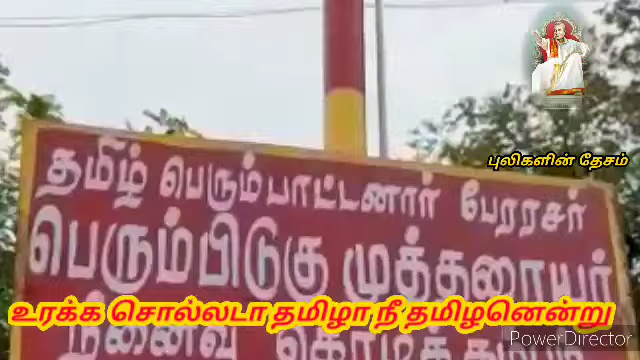 புலிகளின் தேசம்
தமிழ் பெரும்பாட்டனார் பேரரசர்
பெரும்பிடுகு முத்தரையர்
உரக்க சொல்லடா தமிழா நீ தமிழனென்று
நினைவு
PowerDirector